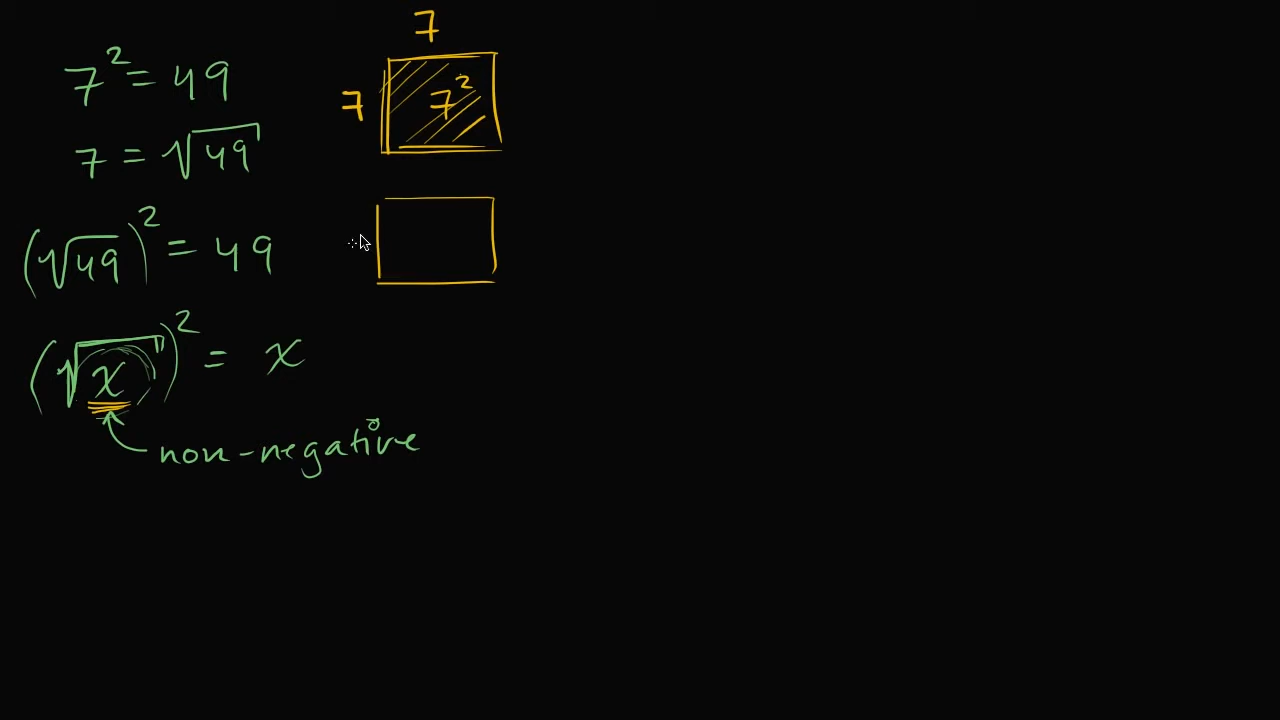 7² = 49
7 = √49
(√49)² = 49
(√x)² = x
non-negative
7
7
7²